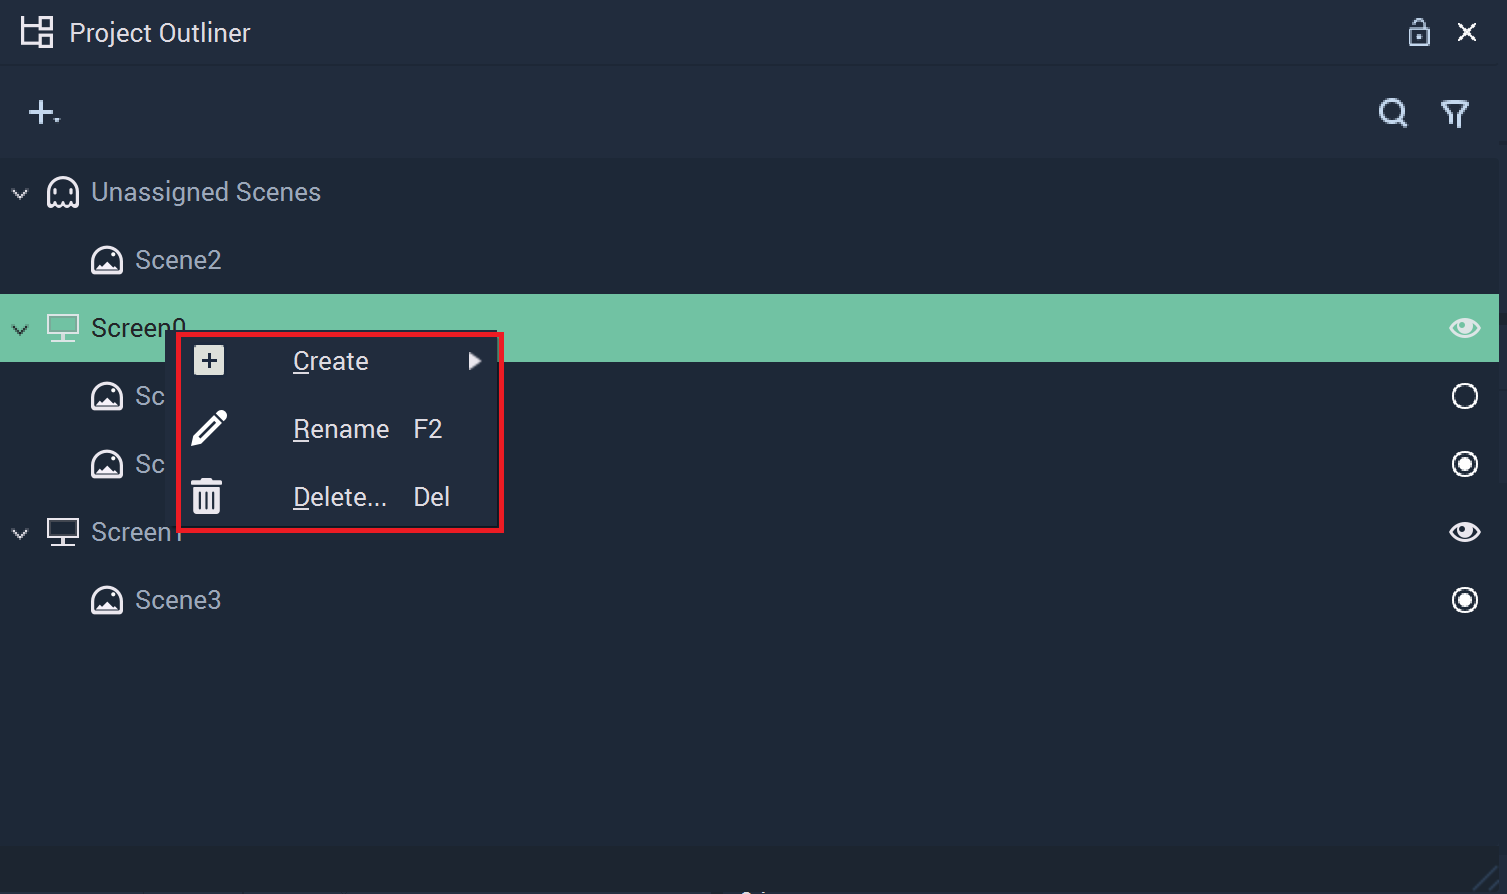 Project Outliner
Unassigned Scenes
Scene2
Screen0
Create
Sc
Rename F2
Sc
Delete... Del
Screen1
Scene3